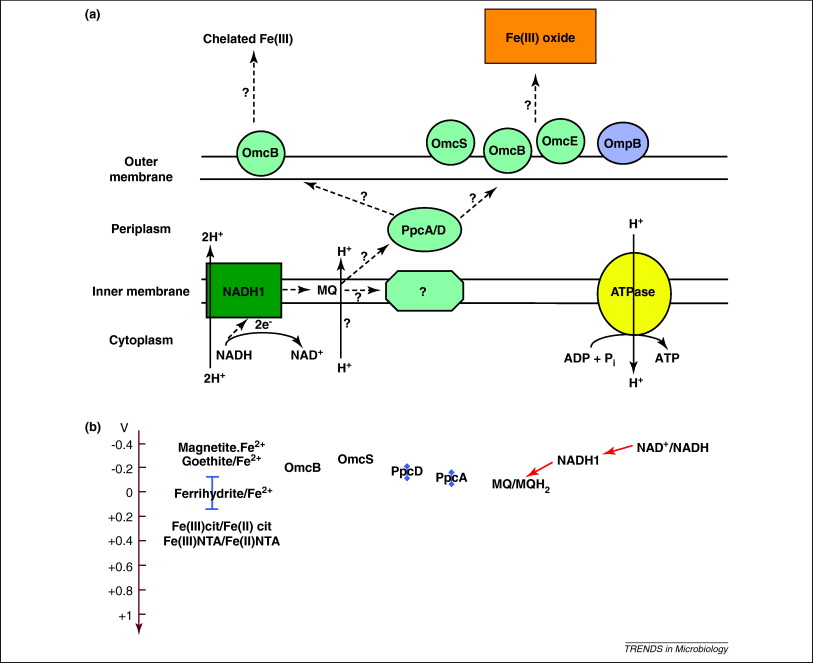 (a)
Chelated Fe(III)
Fe(III) oxide
?
?
OmcB
OmcS
OmcB
OmcE
OmpB
Outer
membrane
?
?
Periplasm
PpcA/D
H⁺
2H⁺
H⁺
?
Inner membrane
NADH1
MQ
?
?
ATPase
?
Cytoplasm
2e⁻
NADH
NAD⁺
ADP + Pᵢ
ATP
2H⁺
H⁺
H⁺
(b)
V
-0.4
-0.2
0
+0.2
+0.4
+0.6
+0.8
+1
Magnetite.Fe²⁺
Goethite/Fe²⁺
Ferrihydrite/Fe²⁺
Fe(III)cit/Fe(II) cit
Fe(III)NTA/Fe(II)NTA
OmcB
OmcS
PpcD
PpcA
MQ/MQH₂
NADH1
NAD⁺/NADH
TRENDS in Microbiology